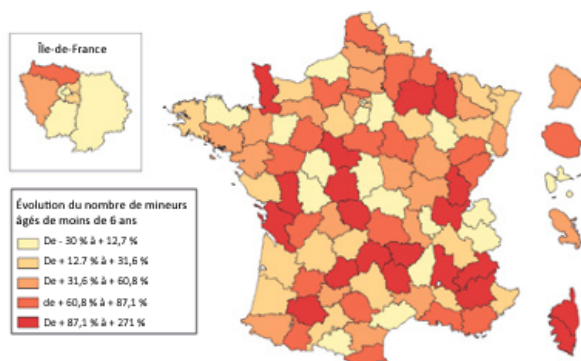 Île-de-France
Évolution du nombre de mineurs
âgés de moins de 6 ans
De - 30 % à + 12,7 %
De + 12.7 % à + 31,6 %
De + 31,6 % à + 60,8 %
de + 60,8 % à + 87,1 %
De + 87,1 % à + 271 %